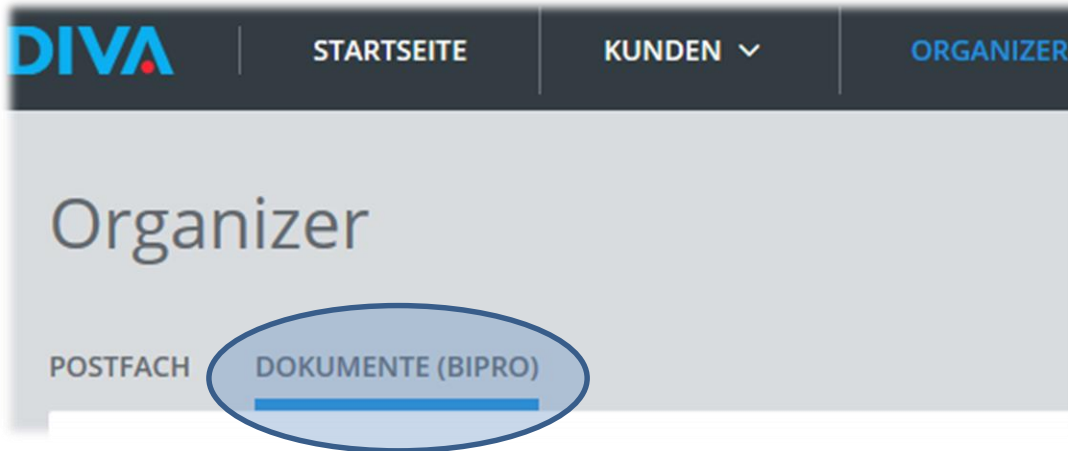 DIVA STARTSEITE KUNDEN ORGANIZER
Organizer
POSTFACH DOKUMENTE (BIPRO)